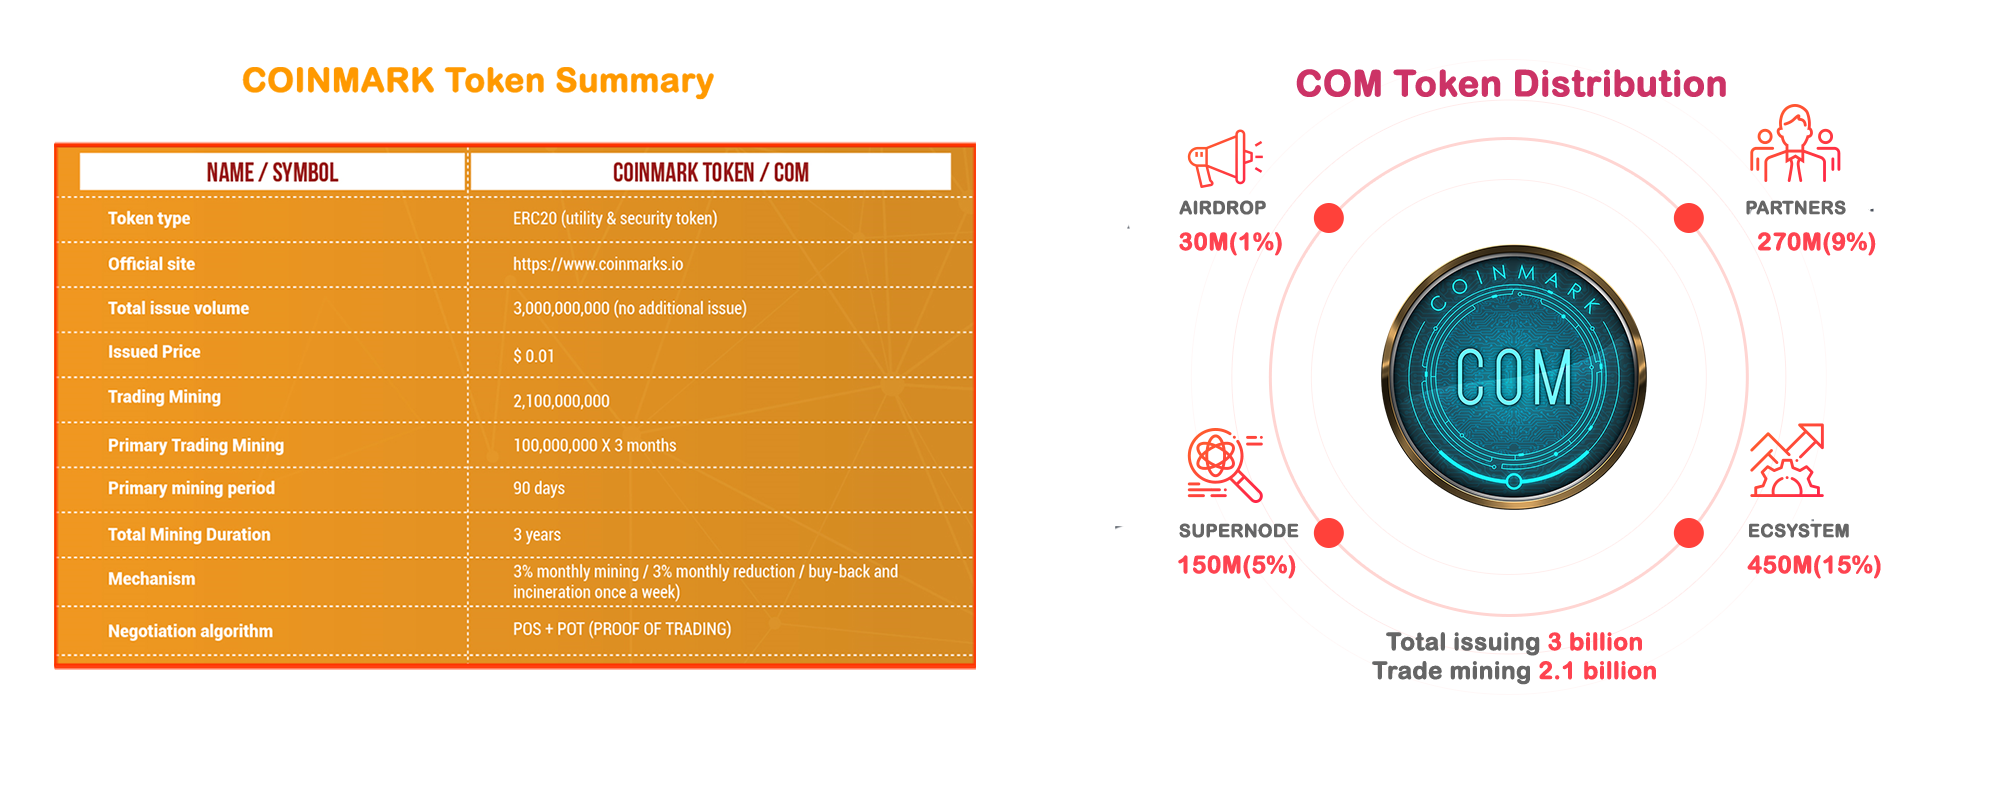 COINMARK Token Summary
NAME / SYMBOL COINMARK TOKEN / COM
Token type ERC20 (utility & security token)
Official site https://www.coinmarks.io
Total issue volume 3,000,000,000 (no additional issue)
Issued Price $ 0.01
Trading Mining 2,100,000,000
Primary Trading Mining 100,000,000 X 3 months
Primary mining period 90 days
Total Mining Duration 3 years
Mechanism 3% monthly mining / 3% monthly reduction / buy-back and
incineration once a week)
Negotiation algorithm POS + POT (PROOF OF TRADING)
COM Token Distribution
AIRDROP
30M(1%)
PARTNERS
270M(9%)
COINMARK
COM
SUPERNODE
150M(5%)
ECSYSTEM
450M(15%)
Total issuing 3 billion
Trade mining 2.1 billion